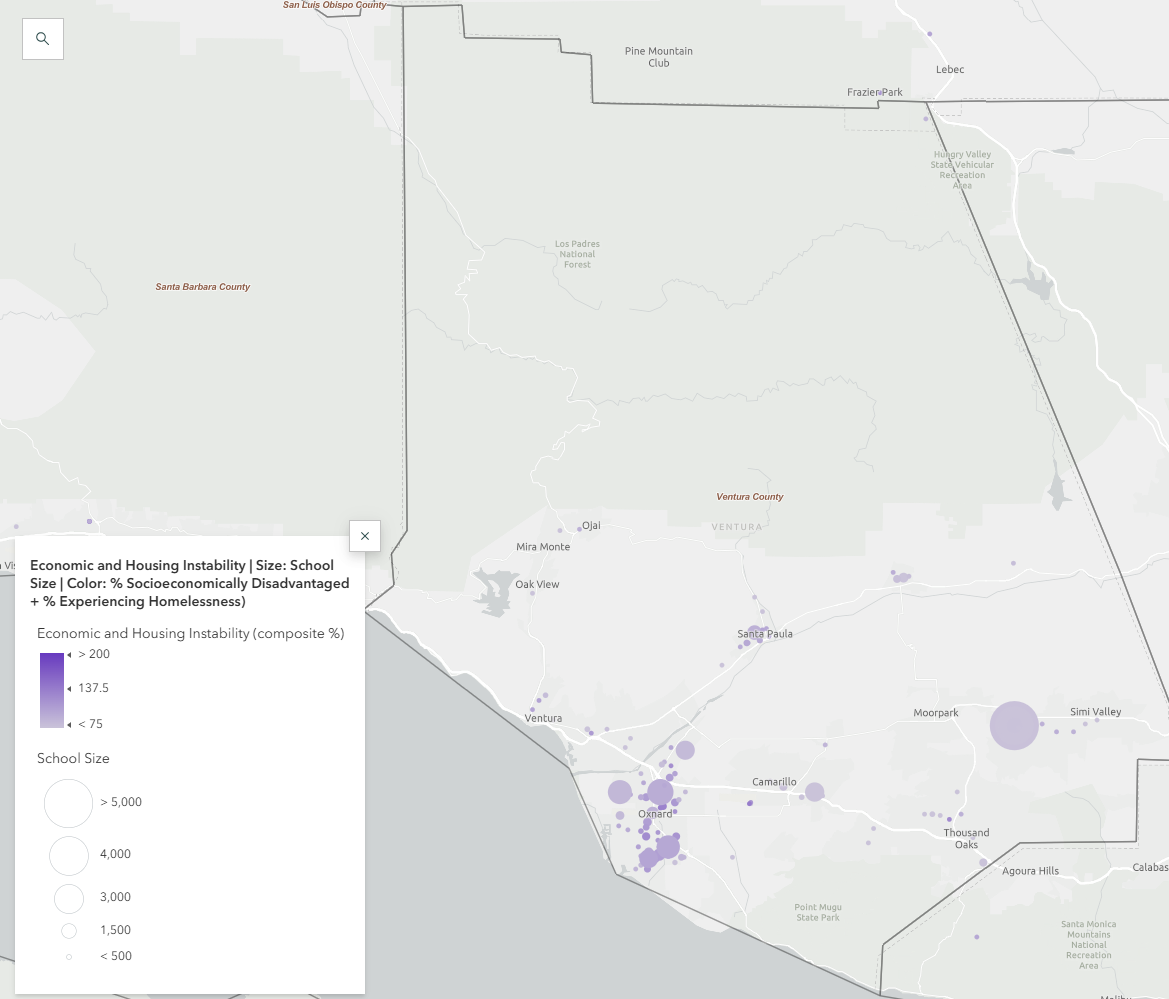 San Luis Obispo County
Pine Mountain
Club
Lebec
Frazier Park
Hungry Valley
State Vehicular
Recreation
Area
Los Padres
National
Forest
Santa Barbara County
Ventura County
VENTURA
Ojai
Mira Monte
Oak View
Santa Paula
Ventura
Moorpark
Simi Valley
Camarillo
Oxnard
Thousand
Oaks
Agoura Hills
Calabas
Point Mugu
State Park
Santa Monica
Mountains
National
Recreation
Area
Malibu
Economic and Housing Instability | Size: School
Size | Color: % Socioeconomically Disadvantaged
+ % Experiencing Homelessness)
Economic and Housing Instability (composite %)
> 200
137.5
< 75
School Size
> 5,000
4,000
3,000
1,500
< 500